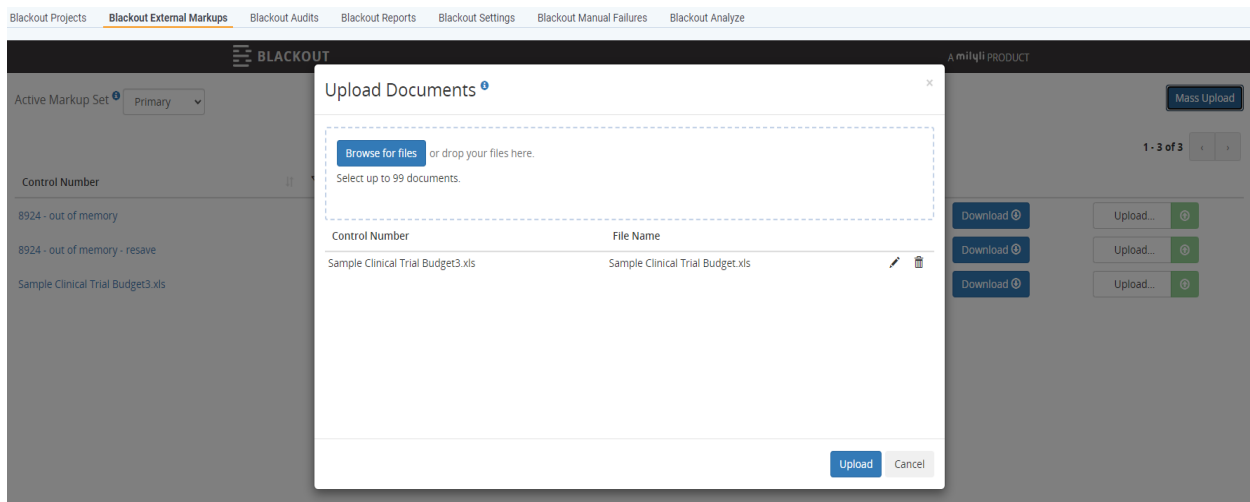 Blackout Projects Blackout External Markups Blackout Audits Blackout Reports Blackout Settings Blackout Manual Failures Blackout Analyze
BLACKOUT A milyli PRODUCT
Upload Documents
×
Active Markup Set Primary Mass Upload
Browse for files or drop your files here.
Select up to 99 documents.
1 - 3 of 3
Control Number
Control Number File Name
8924 - out of memory Download Upload...
8924 - out of memory - resave Download Upload...
Sample Clinical Trial Budget3.xls Sample Clinical Trial Budget.xls
Sample Clinical Trial Budget3.xls Download Upload...
Upload Cancel